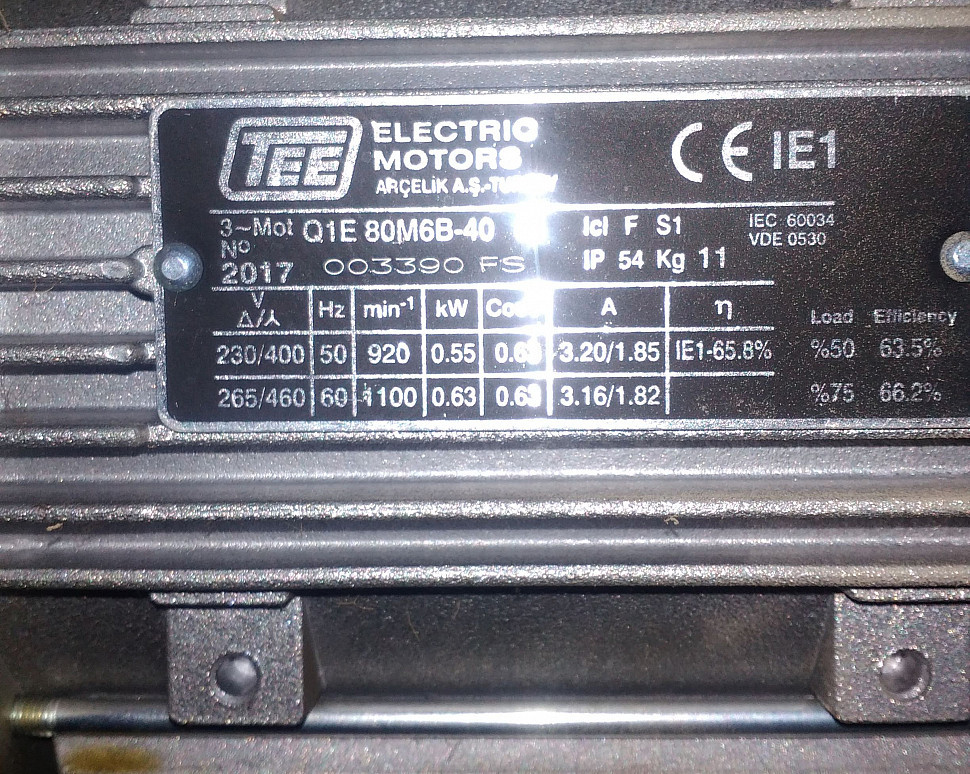 TEE
ELECTRIC
MOTORS
ARÇELİK A.Ş.-
CE IE1
3~Mot Q1E 80M6B-40 Icl F S1
IEC 60034
VDE 0530
Nº
2017 003390 FS IP 54 Kg 11
V
Δ/⅄ Hz min⁻¹ kW A η
Load Efficiency
230/400 50 920 0.55 3.20/1.85 IE1-65.8% %50 63.5%
265/460 60 1100 0.63 3.16/1.82 %75 66.2%